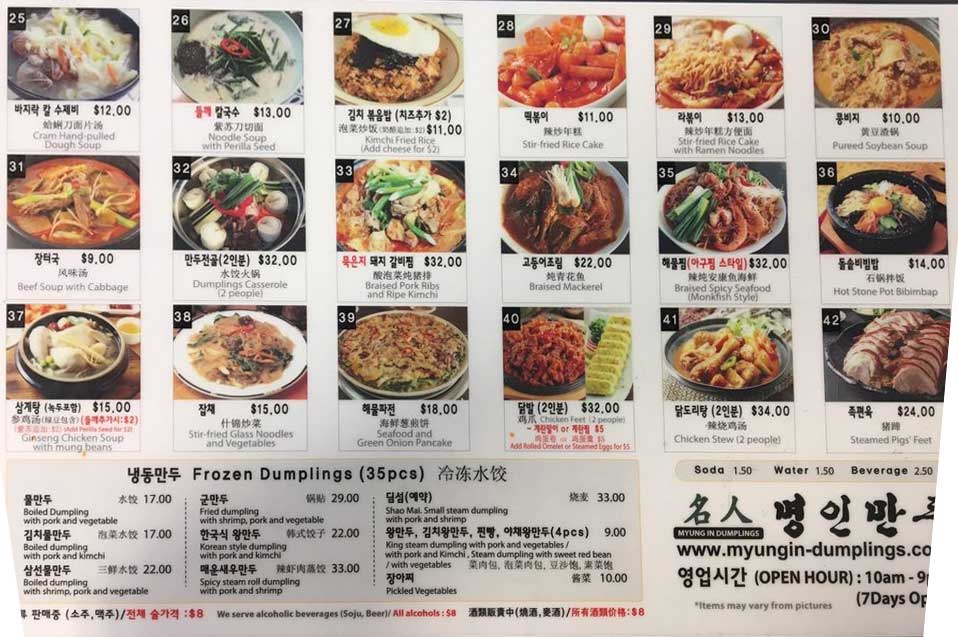 25
26
27
28
29
30
바지락 칼 수제비 $12.00
蛤蜊刀面片汤
Cram Hand-pulled
Dough Soup
들깨 칼국수 $13.00
紫苏刀切面
Noodle Soup
with Perilla Seed
김치 볶음밥 (치즈추가 $2)
泡菜炒饭 (奶酪追加: $2) $11.00
Kimchi Fried Rice
(Add cheese for $2)
떡볶이 $11.00
辣炒年糕
Stir-fried Rice Cake
라볶이 $13.00
辣炒年糕方便面
Stir-fried Rice Cake
with Ramen Noodles
콩비지 $10.00
黄豆渣锅
Pureed Soybean Soup
31
32
33
34
35
36
장터국 $9.00
风味汤
Beef Soup with Cabbage
만두전골(2인분) $32.00
水饺火锅
Dumplings Casserole
(2 people)
묵은지 돼지 갈비찜 $32.00
酸泡菜炖猪排
Braised Pork Ribs
and Ripe Kimchi
고등어조림 $22.00
炖青花鱼
Braised Mackerel
해물찜(아구찜 스타일) $32.00
辣炖安康鱼海鲜
Braised Spicy Seafood
(Monkfish Style)
돌솥비빔밥 $14.00
石锅拌饭
Hot Stone Pot Bibimbap
37
38
39
40
41
42
삼계탕 (녹두포함) $15.00
参鸡汤(绿豆包含) (들깨추가시:$2)
(紫苏追加: $2) (Add Perilla Seed for $2)
Ginseng Chicken Soup
with mung beans
잡채 $15.00
什锦炒菜
Stir-fried Glass Noodles
and Vegetables
해물파전 $18.00
海鲜葱煎饼
Seafood and
Green Onion Pancake
닭발 (2인분) $32.00
鸡爪 Chicken Feet (2 people)
~ 계란말이 or 계란찜 $5
鸡蛋卷 or 鸡蛋羹 $5
Add Rolled Omelet or Steamed Eggs for $5
닭도리탕 (2인분) $34.00
辣烧鸡汤
Chicken Stew (2 people)
족편육 $24.00
猪蹄
Steamed Pigs' Feet
냉동만두 Frozen Dumplings (35pcs) 冷冻水饺
물만두 水饺 17.00
Boiled Dumpling
with pork and vegetable
김치물만두 泡菜水饺 17.00
Boiled dumpling
with pork and kimchi
삼선물만두 三鲜水饺 22.00
Boiled dumpling
with shrimp, pork and vegetable
군만두 锅贴 29.00
Fried dumpling
with shrimp, pork and vegetable
한국식 왕만두 韩式饺子 22.00
Korean style dumpling
with pork and kimchi
매운새우만두 辣虾肉蒸饺 33.00
Spicy steam roll dumpling
with shrimp and pork
딤섬(예약) 烧麦 33.00
Shao Mai. Small steam dumpling
with pork and shrimp
왕만두, 김치왕만두, 찐빵, 야채왕만두(4pcs) 9.00
King steam dumpling with pork and vegetables /
with pork and Kimchi , Steam dumpling with sweet red bean
/ with vegetables 菜肉包, 泡菜肉包, 豆沙饱, 素菜饱
장아찌 酱菜 10.00
Pickled Vegetables
Soda 1.50 Water 1.50 Beverage 2.50
名人 명인만두
MYUNG IN DUMPLINGS
www.myungin-dumplings.co
영업시간 (OPEN HOUR) : 10am - 9p
(7Days Op
*Items may vary from pictures
판매중 (소주,맥주)/전체 술가격 :$8 We serve alcoholic beverages (Soju, Beer)/ All alcohols : $8 酒類販賣中(燒酒,麥酒)/所有酒類价格:$8